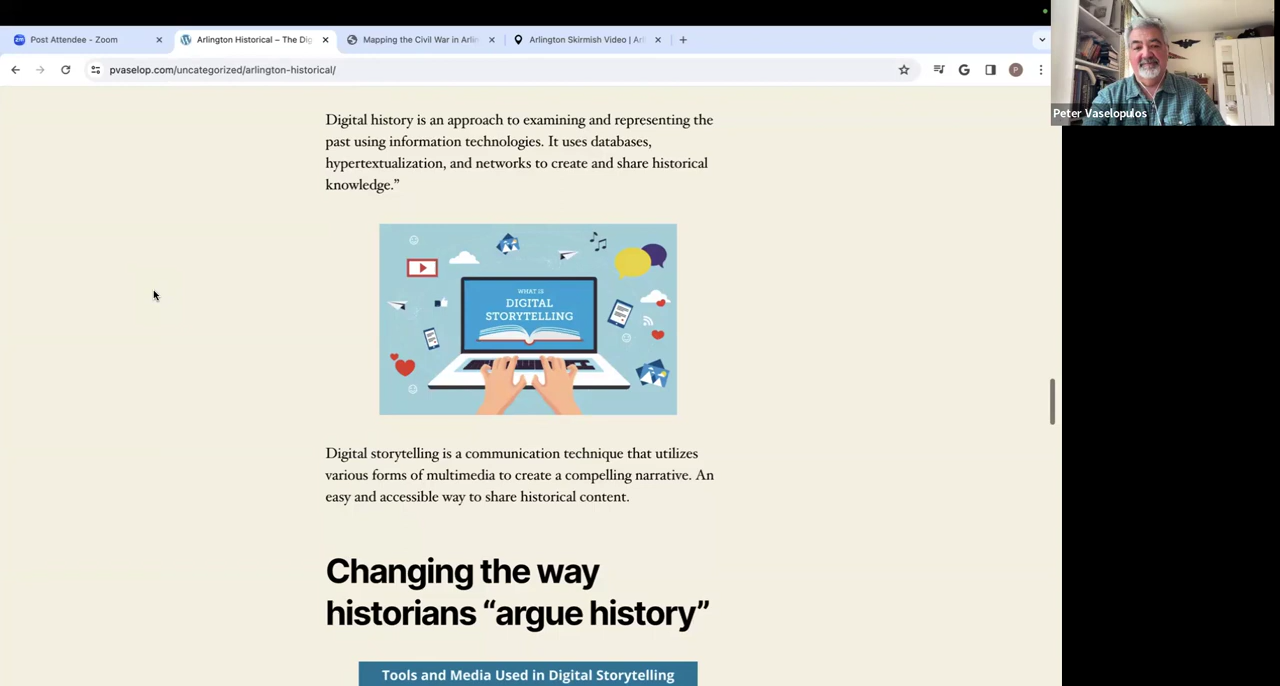 Post Attendee - Zoom
Arlington Historical – The Dig
Mapping the Civil War in Arli
Arlington Skirmish Video | Ar
pvaselop.com/uncategorized/arlington-historical/
P
Peter Vaselopulos
Digital history is an approach to examining and representing the
past using information technologies. It uses databases,
hypertextualization, and networks to create and share historical
knowledge.”
WHAT IS
DIGITAL
STORYTELLING
Digital storytelling is a communication technique that utilizes
various forms of multimedia to create a compelling narrative. An
easy and accessible way to share historical content.
Changing the way
historians “argue history”
Tools and Media Used in Digital Storytelling